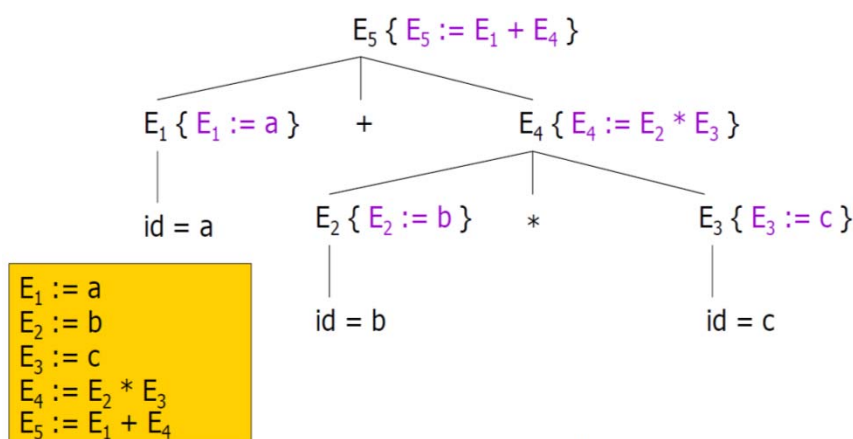 E₅ { E₅ := E₁ + E₄ }
E₁ { E₁ := a } + E₄ { E₄ := E₂ * E₃ }
id = a E₂ { E₂ := b } * E₃ { E₃ := c }
id = b id = c
E₁ := a
E₂ := b
E₃ := c
E₄ := E₂ * E₃
E₅ := E₁ + E₄